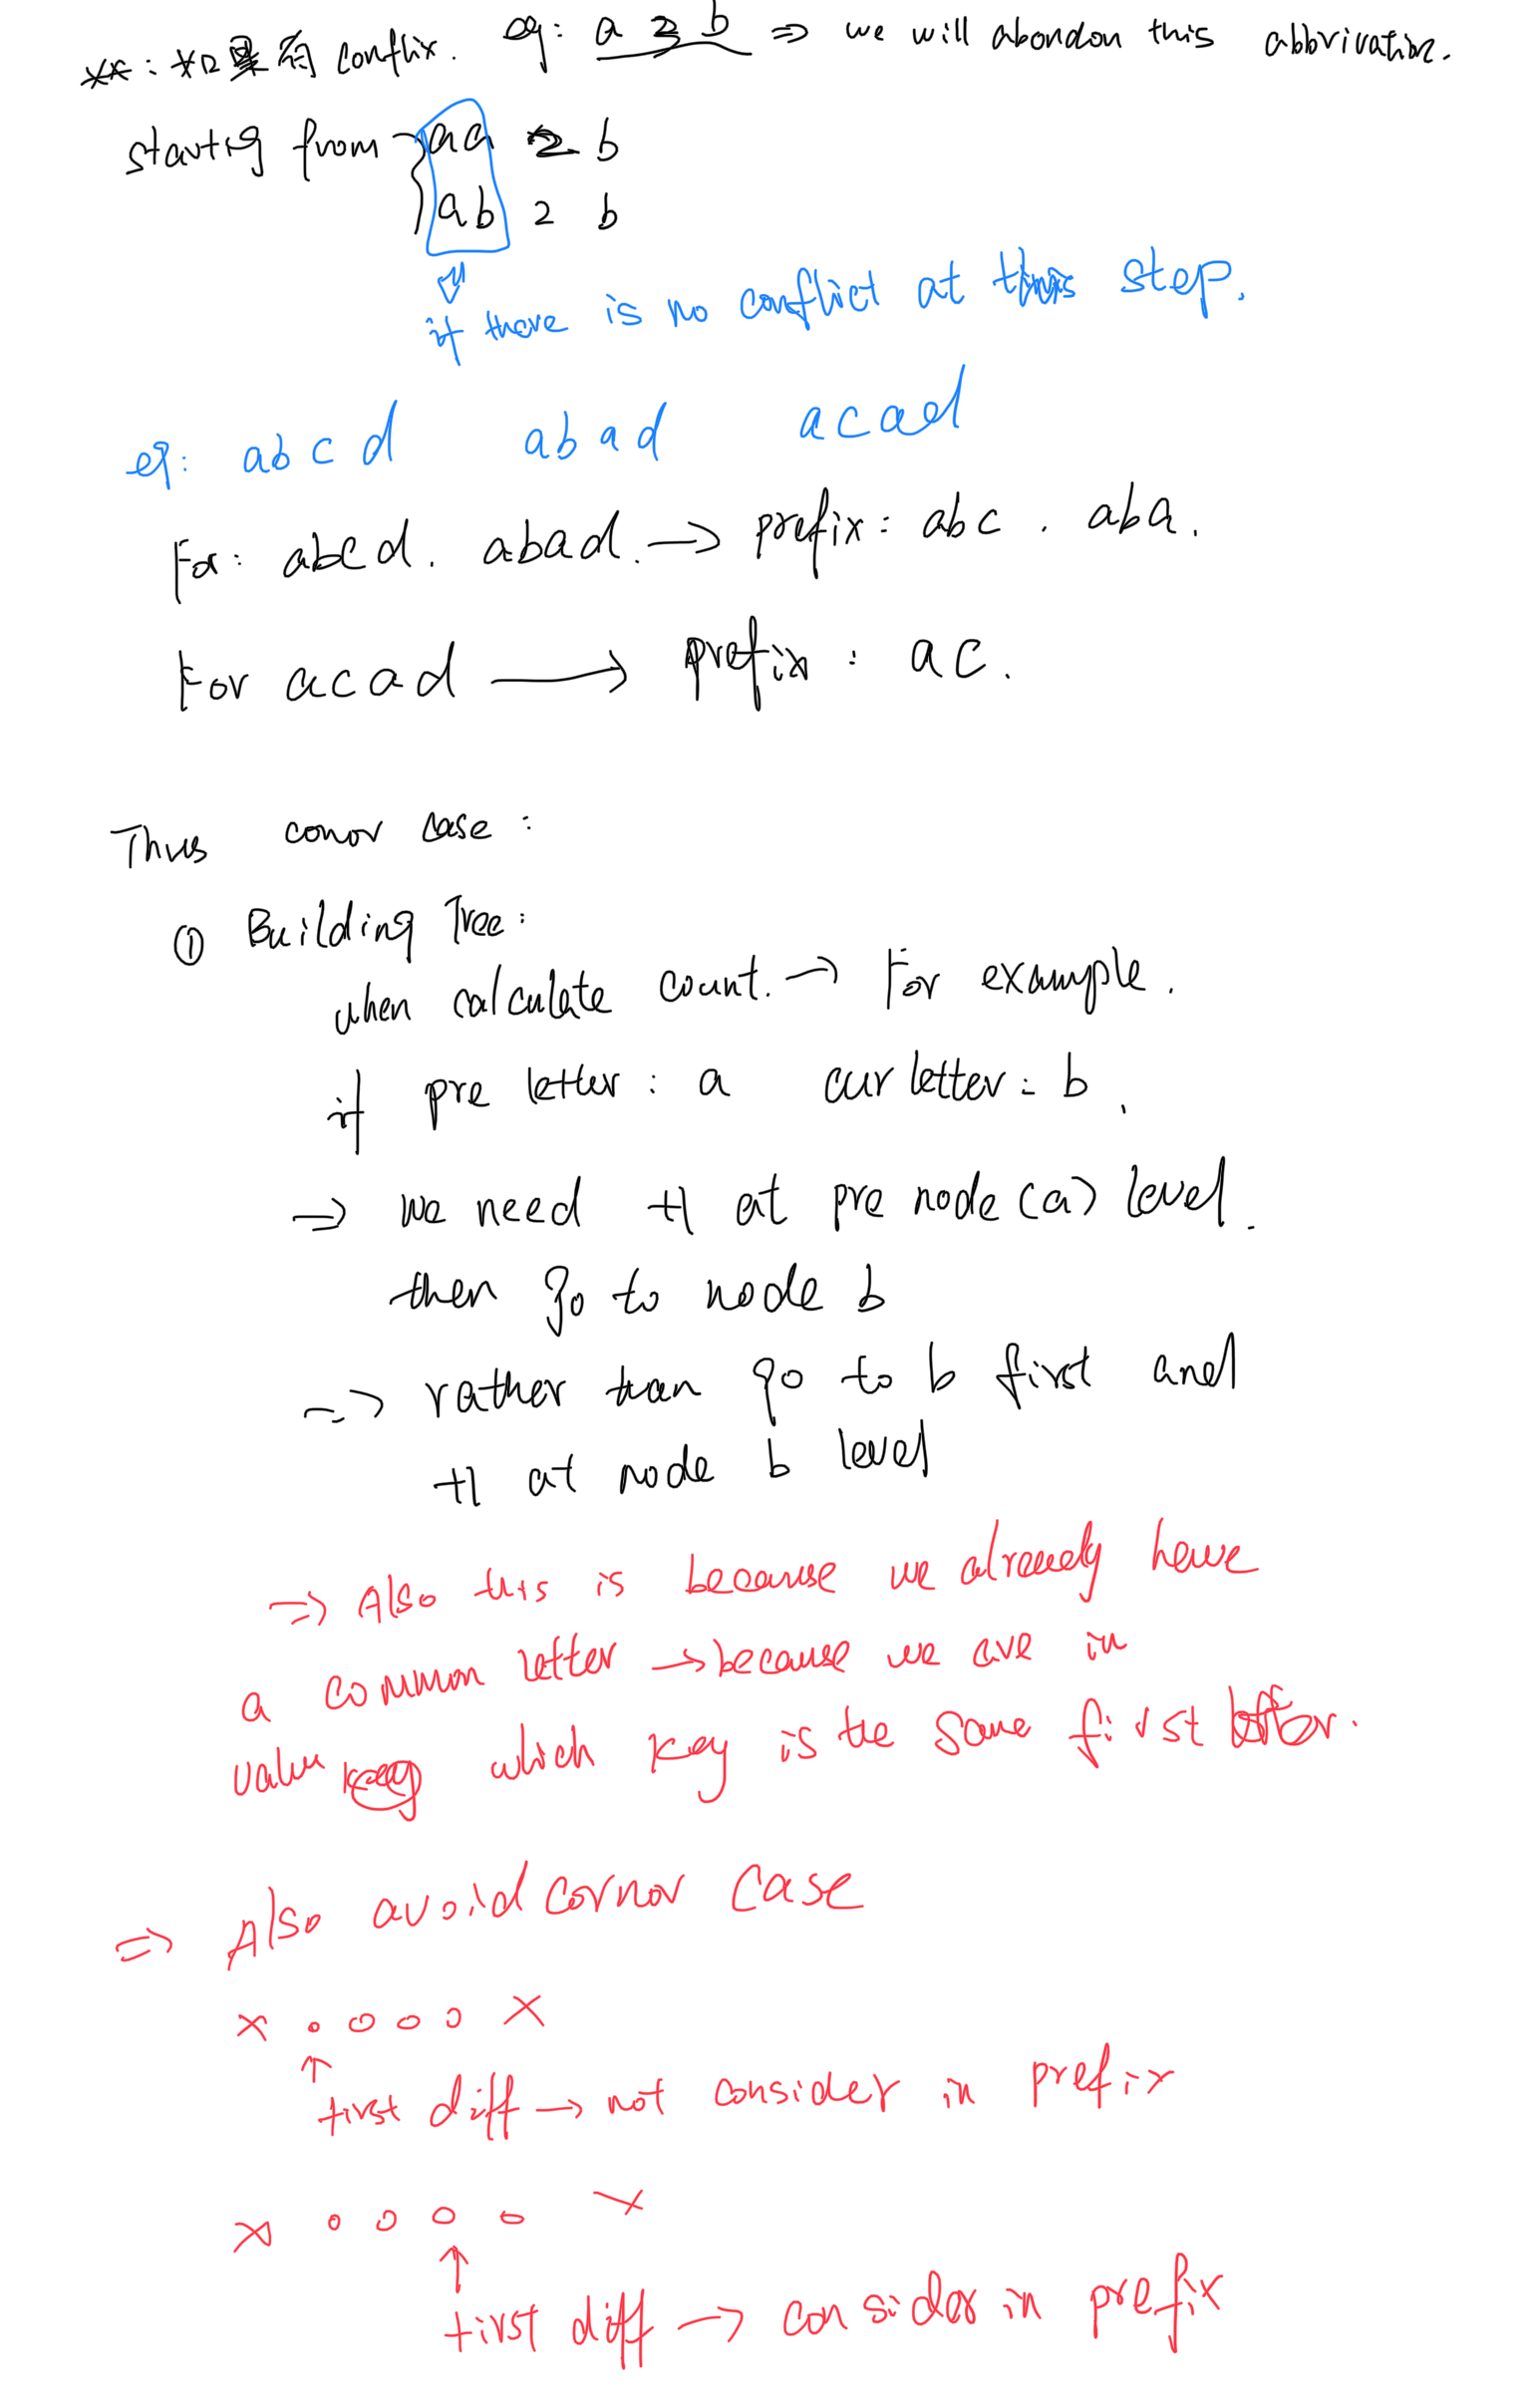 **: 如果有 conflix. eg: a 2 b => we will abondon this abbrivation.
starting from { aa 2 b
ab 2 b
if there is no conflict at this step.
eg: abcd abad acad
For: abcd. abad. → prefix: abc. aba.
For acad → prefix: ac.
Thus conor case:
① Building Tree:
when calculate count. → For example.
if pre letter: a cur letter: b.
=> we need +1 at pre node (a) level.
then go to node b
=> rather than go to b first and
+1 at node b level
=> Also this is because we already have
a common letter → because we are in
value key which key is the same first letter.
=> Also avoid cornor case
x o o o o x
↑
first diff → not consider in prefix
x o o o o x
↑
first diff → consider in prefix